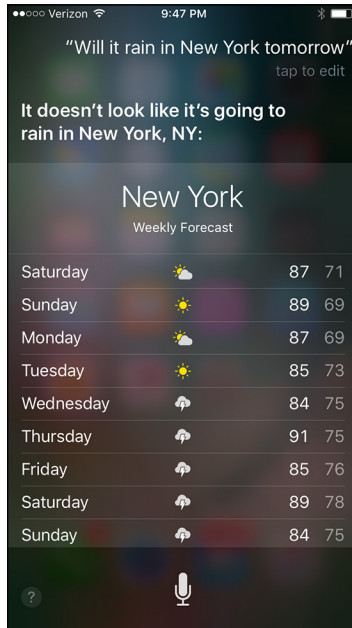 Verizon 9:47 PM
“Will it rain in New York tomorrow”
tap to edit
It doesn’t look like it’s going to
rain in New York, NY:
New York
Weekly Forecast
Saturday 87 71
Sunday 89 69
Monday 87 69
Tuesday 85 73
Wednesday 84 75
Thursday 91 75
Friday 85 76
Saturday 89 78
Sunday 84 75
?